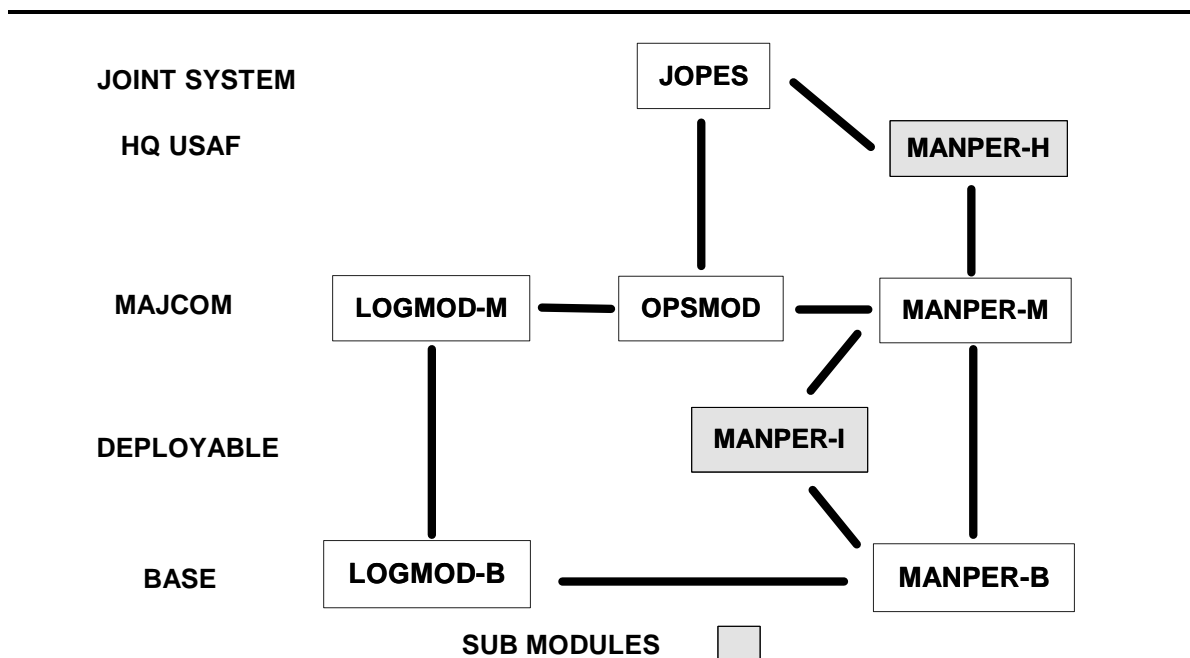 JOINT SYSTEM JOPES
HQ USAF MANPER-H
MAJCOM LOGMOD-M OPSMOD MANPER-M
DEPLOYABLE MANPER-I
BASE LOGMOD-B MANPER-B
SUB MODULES